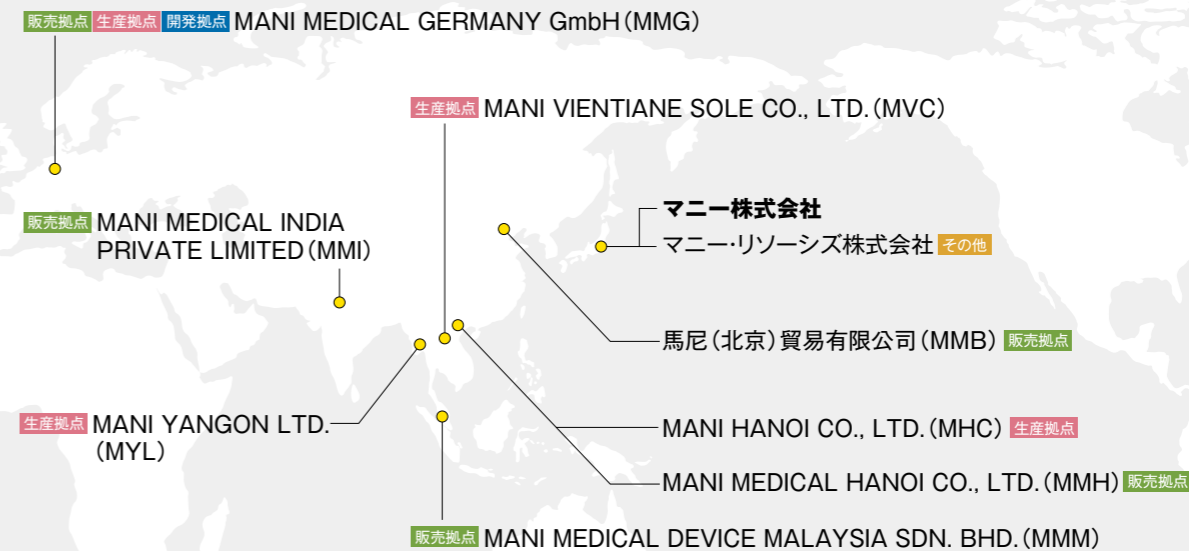 販売拠点 生産拠点 開発拠点 MANI MEDICAL GERMANY GmbH(MMG)
生産拠点 MANI VIENTIANE SOLE CO., LTD.(MVC)
販売拠点 MANI MEDICAL INDIA
PRIVATE LIMITED(MMI)
マニー株式会社
マニー・リソーシズ株式会社 その他
馬尼(北京)貿易有限公司(MMB) 販売拠点
生産拠点 MANI YANGON LTD.
(MYL)
MANI HANOI CO., LTD.(MHC) 生産拠点
MANI MEDICAL HANOI CO., LTD.(MMH) 販売拠点
販売拠点 MANI MEDICAL DEVICE MALAYSIA SDN. BHD.(MMM)